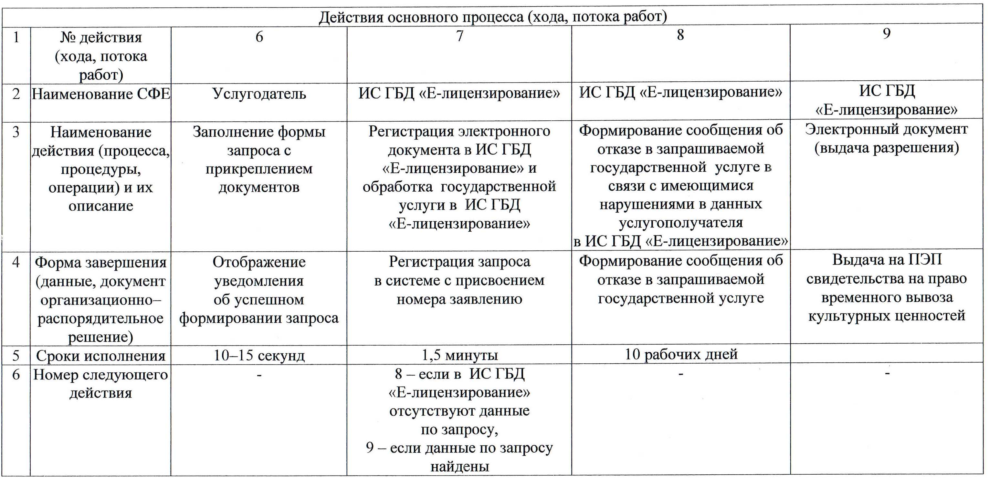 Действия основного процесса (хода, потока работ)
1
№ действия
(хода, потока
работ)
6
7
8
9
2
Наименование СФЕ
Услугодатель
ИС ГБД «Е-лицензирование»
ИС ГБД «Е-лицензирование»
ИС ГБД
«Е-лицензирование»
3
Наименование
действия (процесса,
процедуры,
операции) и их
описание
Заполнение формы
запроса с
прикреплением
документов
Регистрация электронного
документа в ИС ГБД
«Е-лицензирование» и
обработка государственной
услуги в ИС ГБД
«Е-лицензирование»
Формирование сообщения об
отказе в запрашиваемой
государственной услуге в
связи с имеющимися
нарушениями в данных
услугополучателя
в ИС ГБД «Е-лицензирование»
Электронный документ
(выдача разрешения)
4
Форма завершения
(данные, документ
организационно–
распорядительное
решение)
Отображение
уведомления
об успешном
формировании запроса
Регистрация запроса
в системе с присвоением
номера заявлению
Формирование сообщения об
отказе в запрашиваемой
государственной услуге
Выдача на ПЭП
свидетельства на право
временного вывоза
культурных ценностей
5
Сроки исполнения
10–15 секунд
1,5 минуты
10 рабочих дней
6
Номер следующего
действия
-
8 – если в ИС ГБД
«Е-лицензирование»
отсутствуют данные
по запросу,
9 – если данные по запросу
найдены
-
-